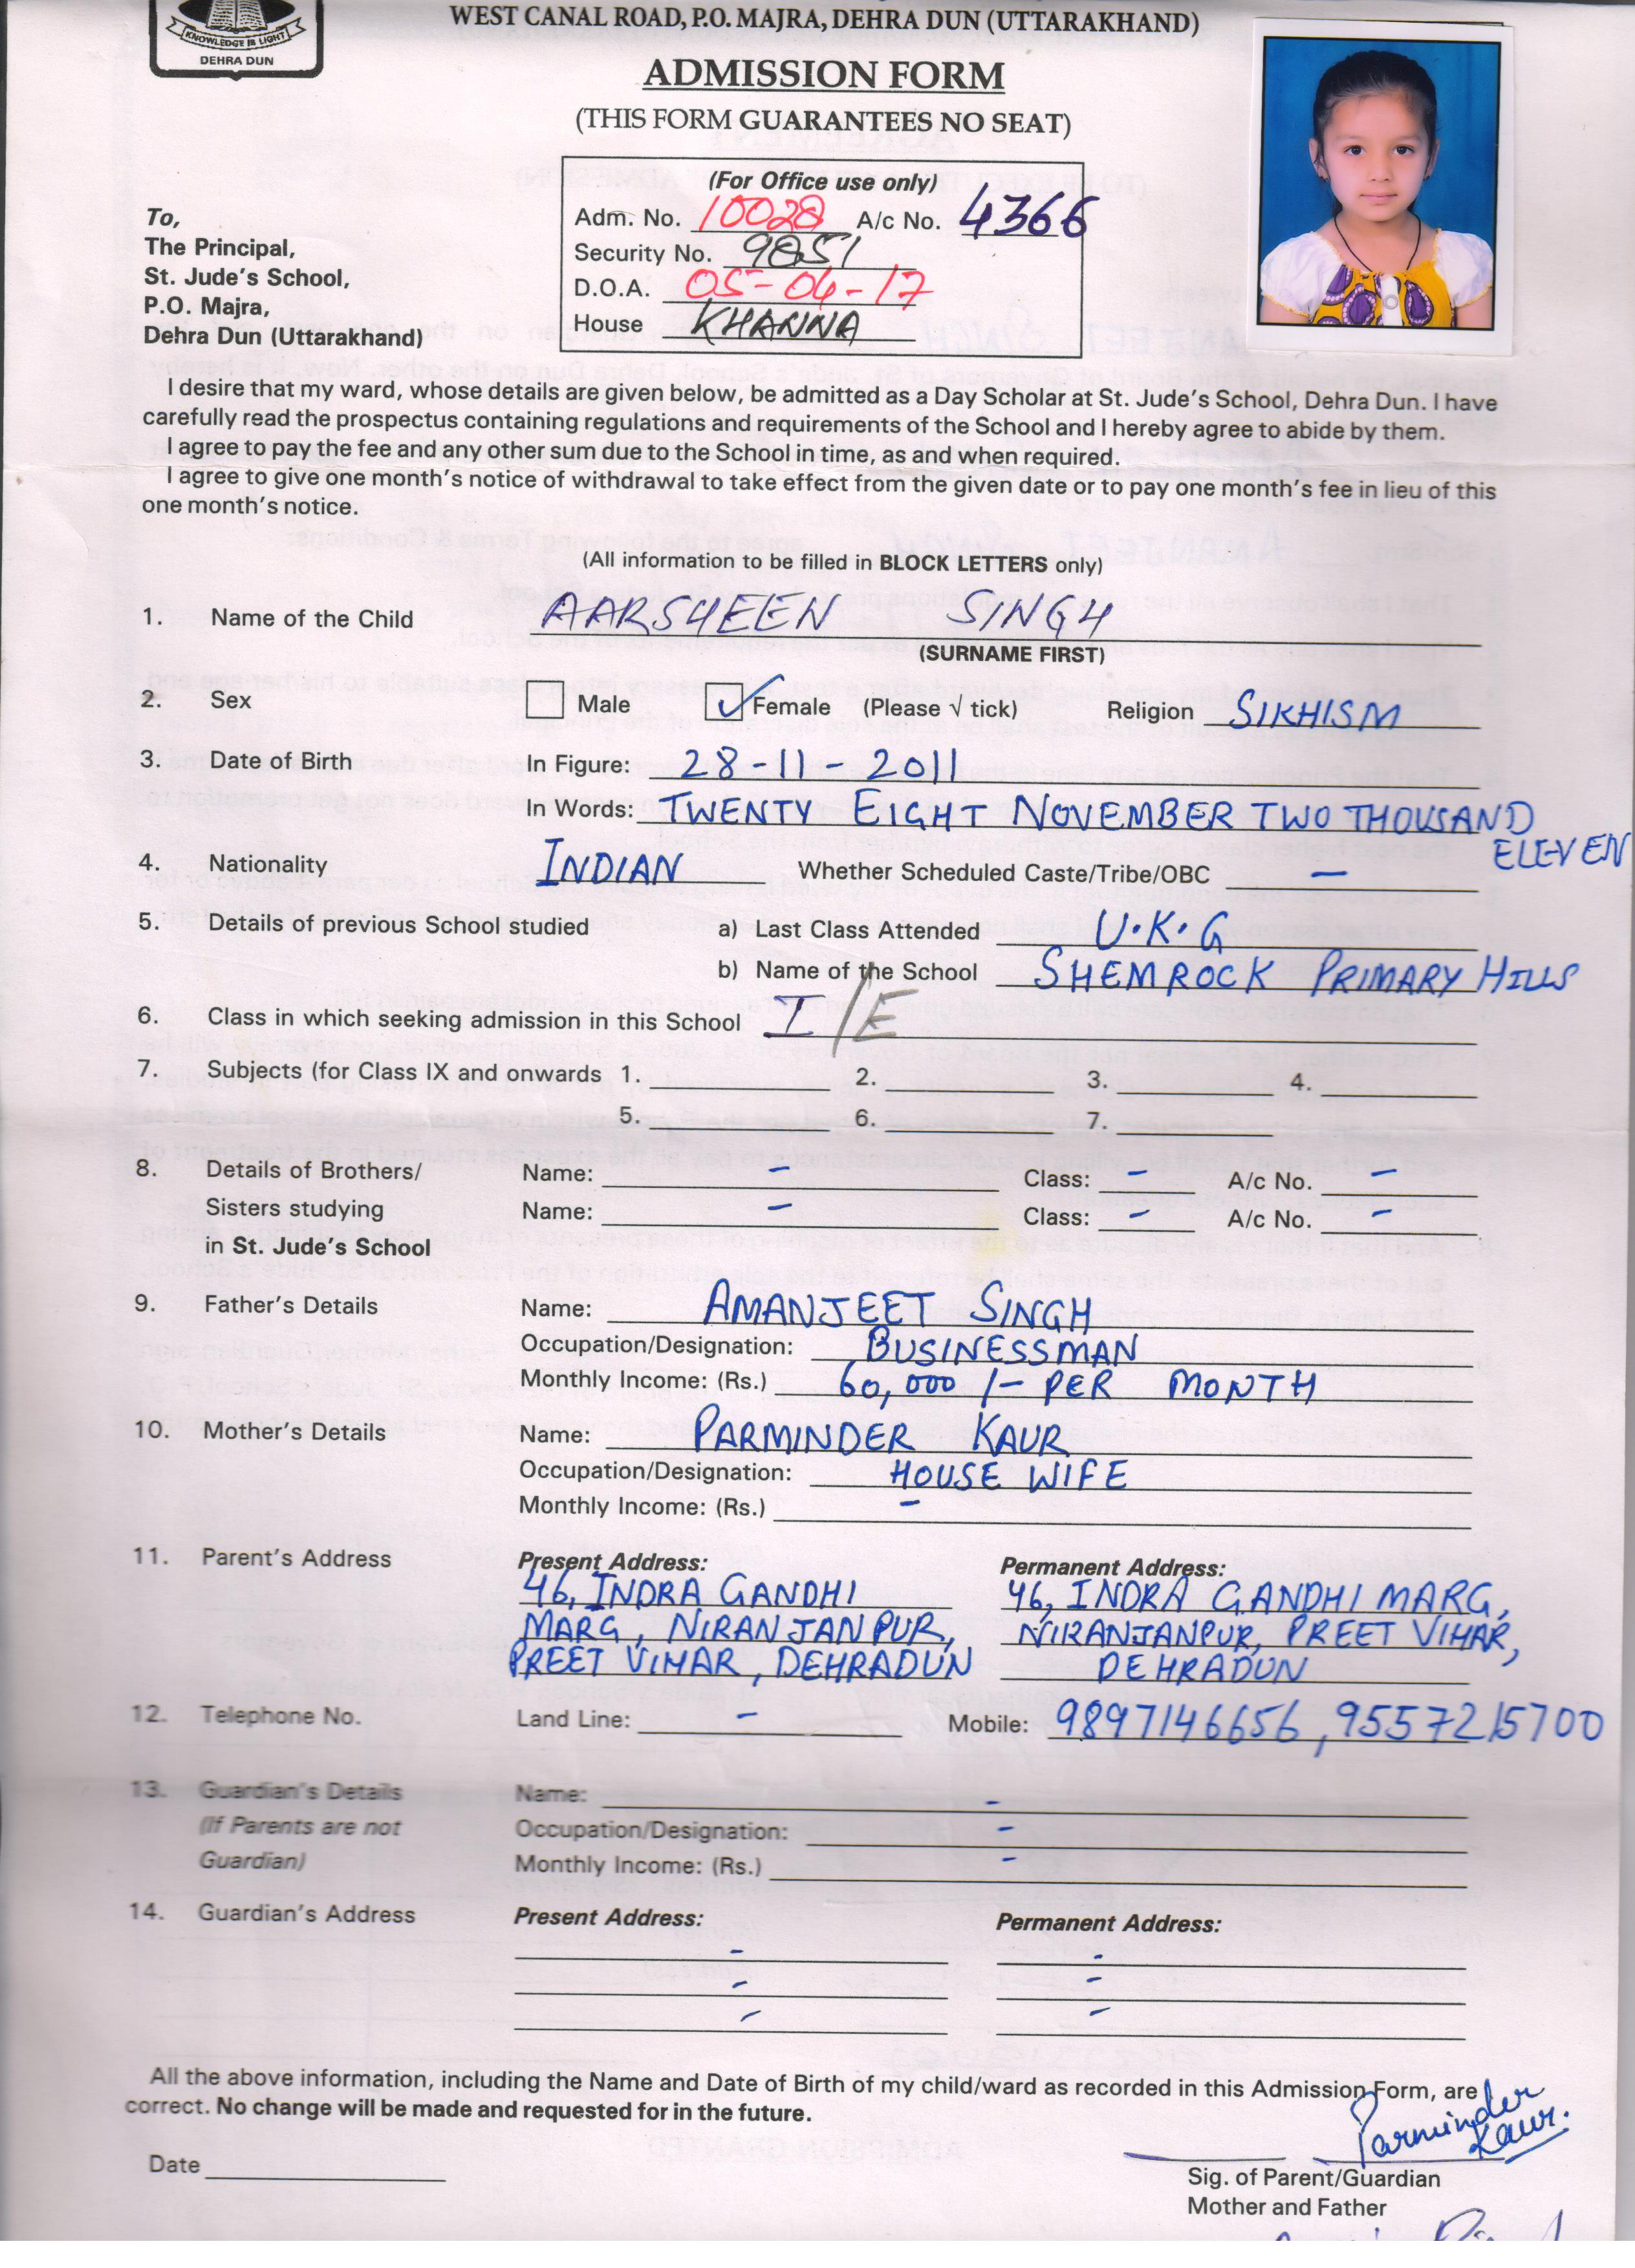 KNOWLEDGE IS LIGHT
DEHRA DUN
WEST CANAL ROAD, P.O. MAJRA, DEHRA DUN (UTTARAKHAND)
ADMISSION FORM
(THIS FORM GUARANTEES NO SEAT)
(For Office use only)
Adm. No. 10028 A/c No. 4366
Security No. 9851
D.O.A. 05-04-17
House KHANNA
To,
The Principal,
St. Jude's School,
P.O. Majra,
Dehra Dun (Uttarakhand)
I desire that my ward, whose details are given below, be admitted as a Day Scholar at St. Jude's School, Dehra Dun. I have
carefully read the prospectus containing regulations and requirements of the School and I hereby agree to abide by them.
I agree to pay the fee and any other sum due to the School in time, as and when required.
I agree to give one month's notice of withdrawal to take effect from the given date or to pay one month's fee in lieu of this
one month's notice.
(All information to be filled in BLOCK LETTERS only)
1. Name of the Child AARSHEEN SINGH
(SURNAME FIRST)
2. Sex Male ✓ Female (Please √ tick) Religion SIKHISM
3. Date of Birth In Figure: 28-11-2011
In Words: TWENTY EIGHT NOVEMBER TWO THOUSAND
ELEVEN
4. Nationality INDIAN Whether Scheduled Caste/Tribe/OBC –
5. Details of previous School studied a) Last Class Attended U.K.G
b) Name of the School SHEMROCK PRIMARY HILLS
6. Class in which seeking admission in this School I/E
7. Subjects (for Class IX and onwards 1. 2. 3. 4.
5. 6. 7.
8. Details of Brothers/ Name: – Class: – A/c No. –
Sisters studying Name: – Class: – A/c No. –
in St. Jude's School
9. Father's Details Name: AMANJEET SINGH
Occupation/Designation: BUSINESSMAN
Monthly Income: (Rs.) 60,000/- PER MONTH
10. Mother's Details Name: PARMINDER KAUR
Occupation/Designation: HOUSE WIFE
Monthly Income: (Rs.) –
11. Parent's Address Present Address: Permanent Address:
46, INDRA GANDHI 46, INDRA GANDHI MARG,
MARG, NIRANJANPUR, NIRANJANPUR, PREET VIHAR,
PREET VIHAR, DEHRADUN DEHRADUN
12. Telephone No. Land Line: – Mobile: 9897146656, 9557215700
13. Guardian's Details Name: –
(If Parents are not Occupation/Designation: –
Guardian) Monthly Income: (Rs.) –
14. Guardian's Address Present Address: Permanent Address:
– –
– –
– –
All the above information, including the Name and Date of Birth of my child/ward as recorded in this Admission Form, are
correct. No change will be made and requested for in the future.
Parminder
Kaur.
Date
Sig. of Parent/Guardian
Mother and Father